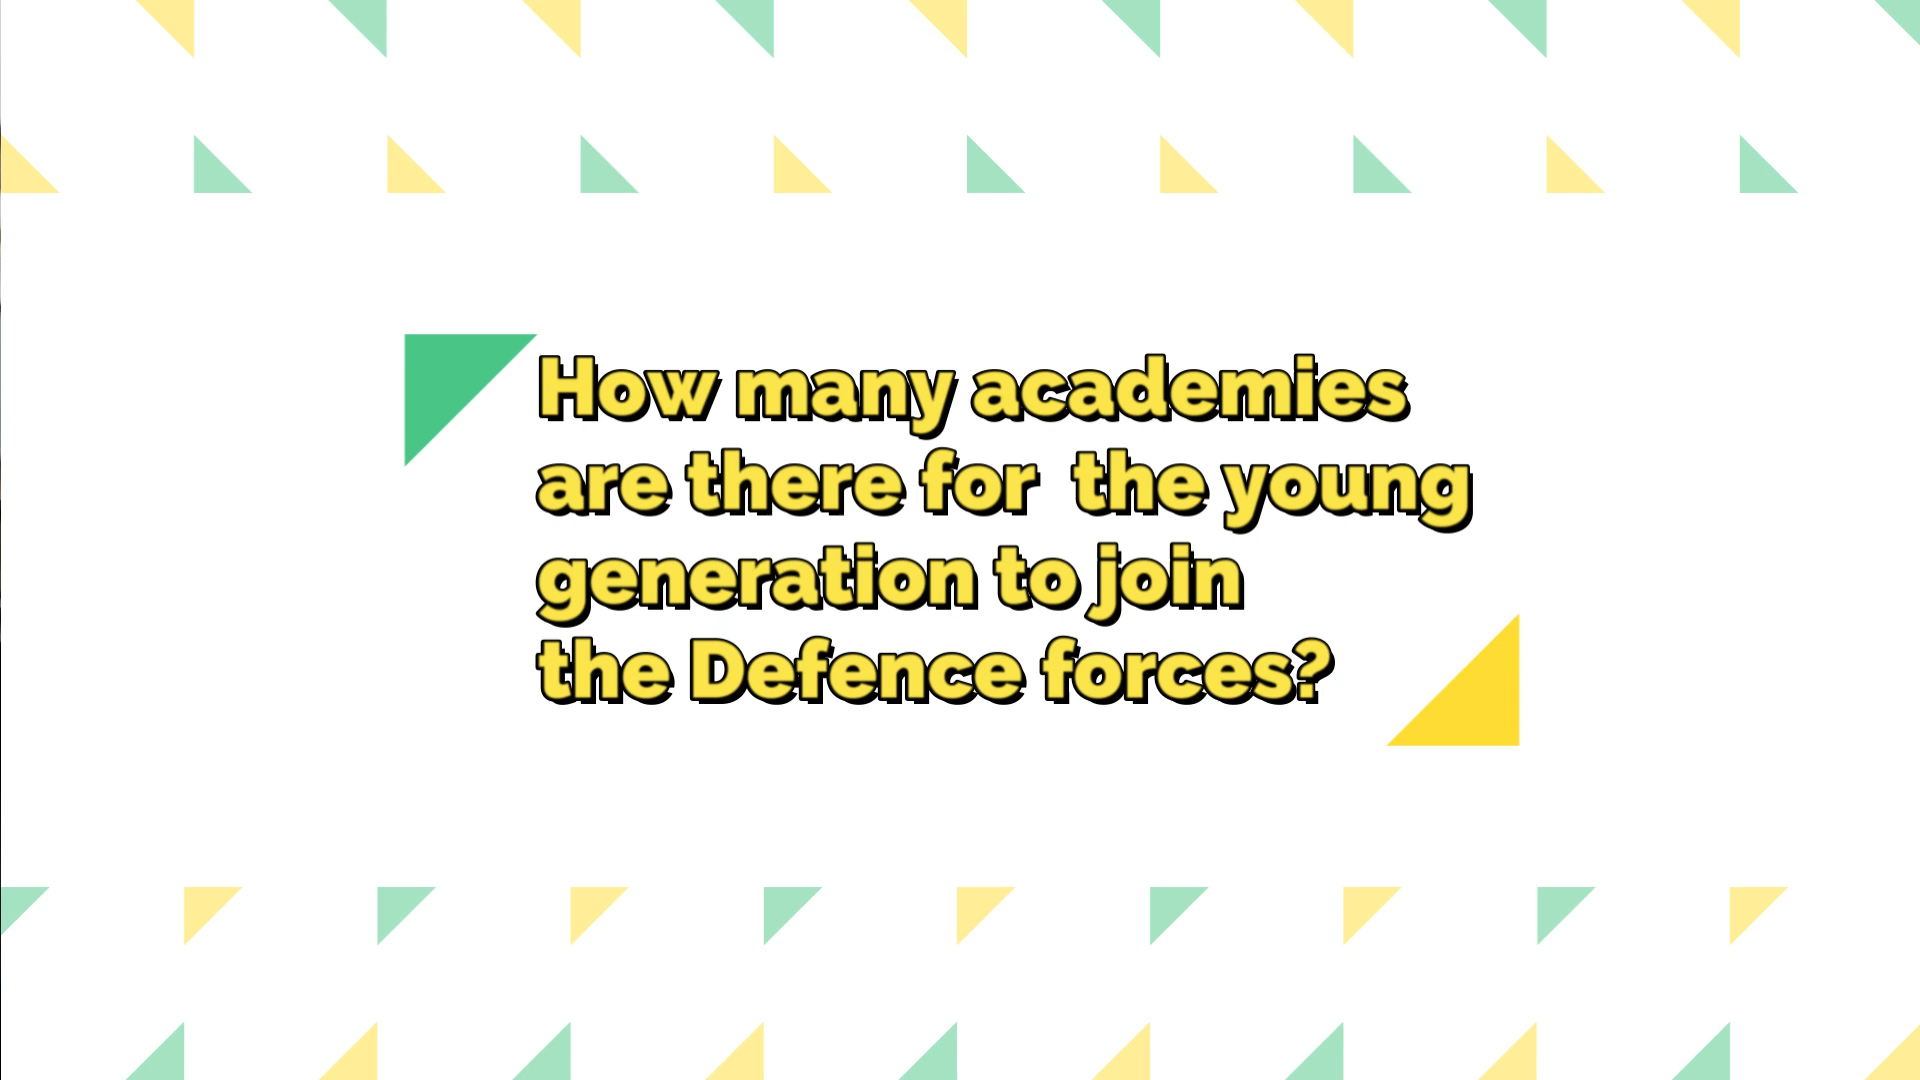 How many academies
are there for  the young
generation to join
the Defence forces?